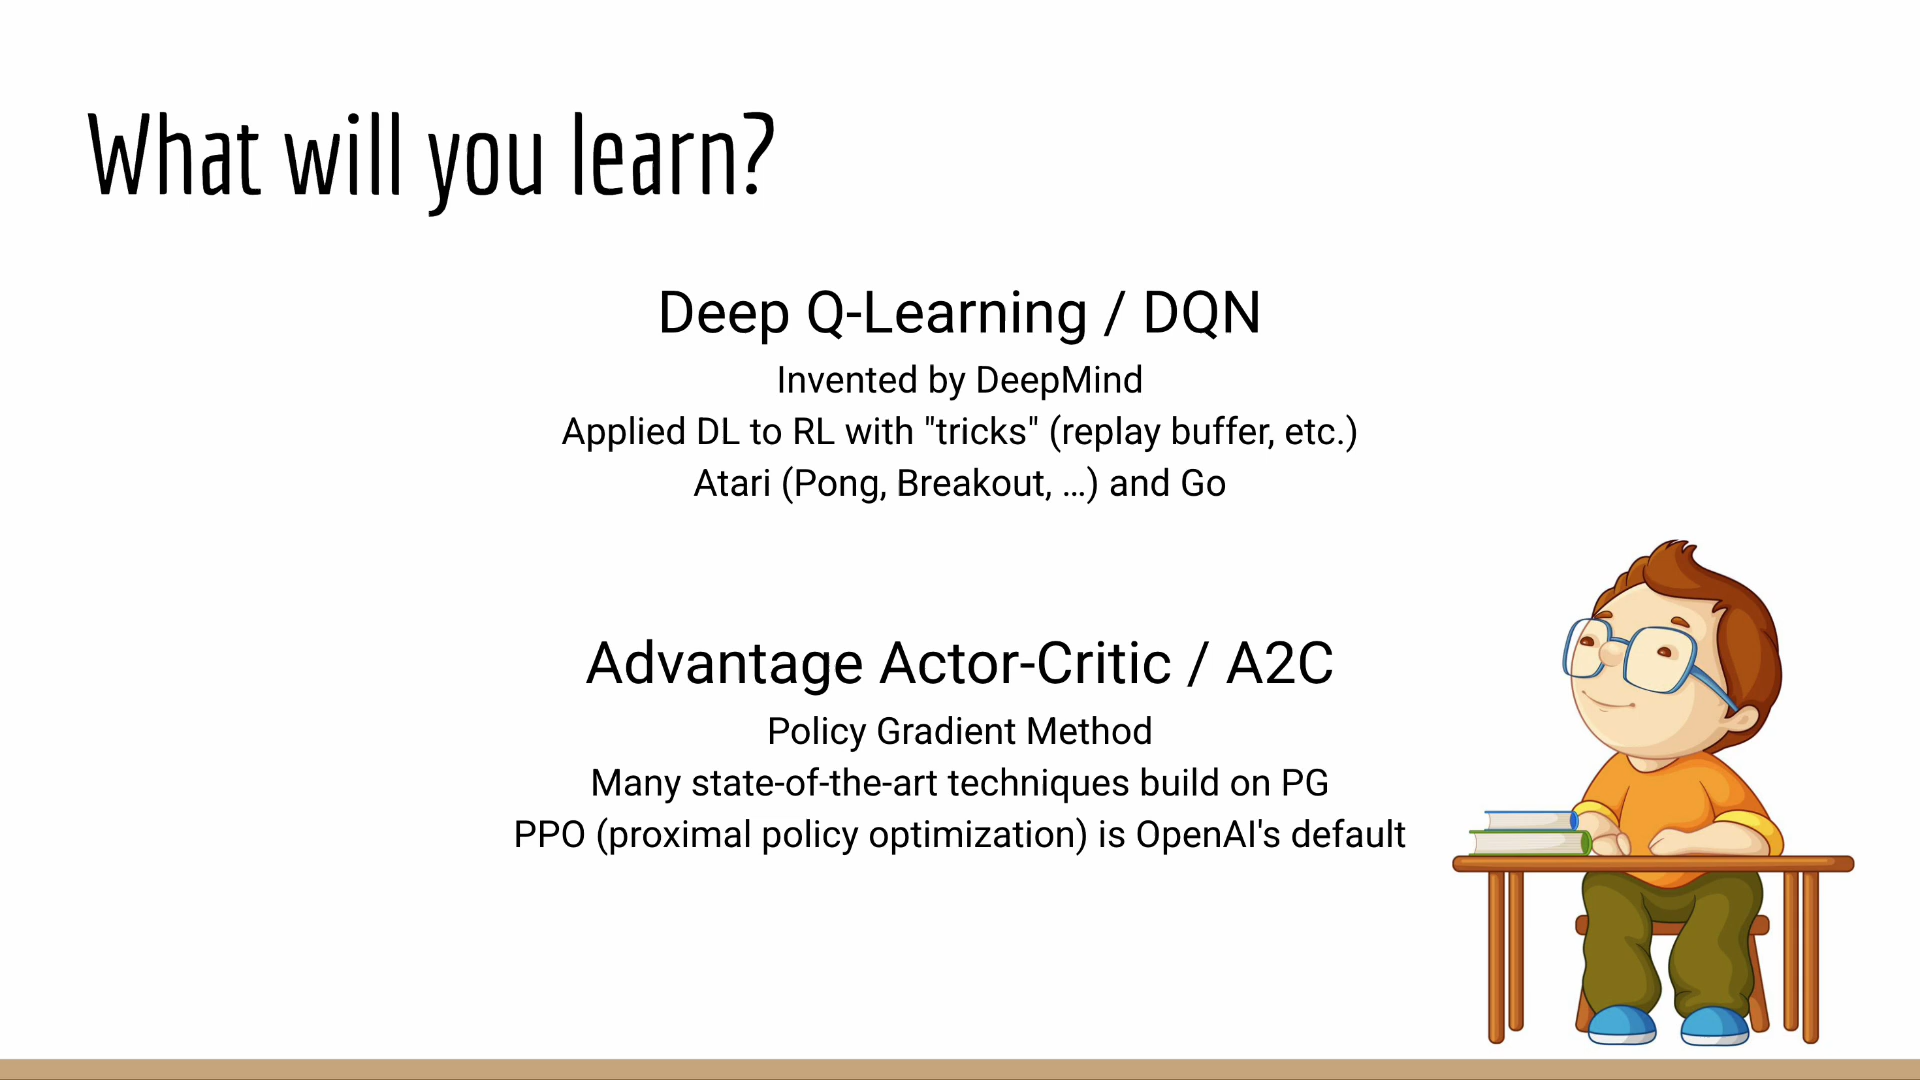 What will you learn?
Deep Q-Learning / DQN
Invented by DeepMind
Applied DL to RL with "tricks" (replay buffer, etc.)
Atari (Pong, Breakout, …) and Go
Advantage Actor-Critic / A2C
Policy Gradient Method
Many state-of-the-art techniques build on PG
PPO (proximal policy optimization) is OpenAI's default